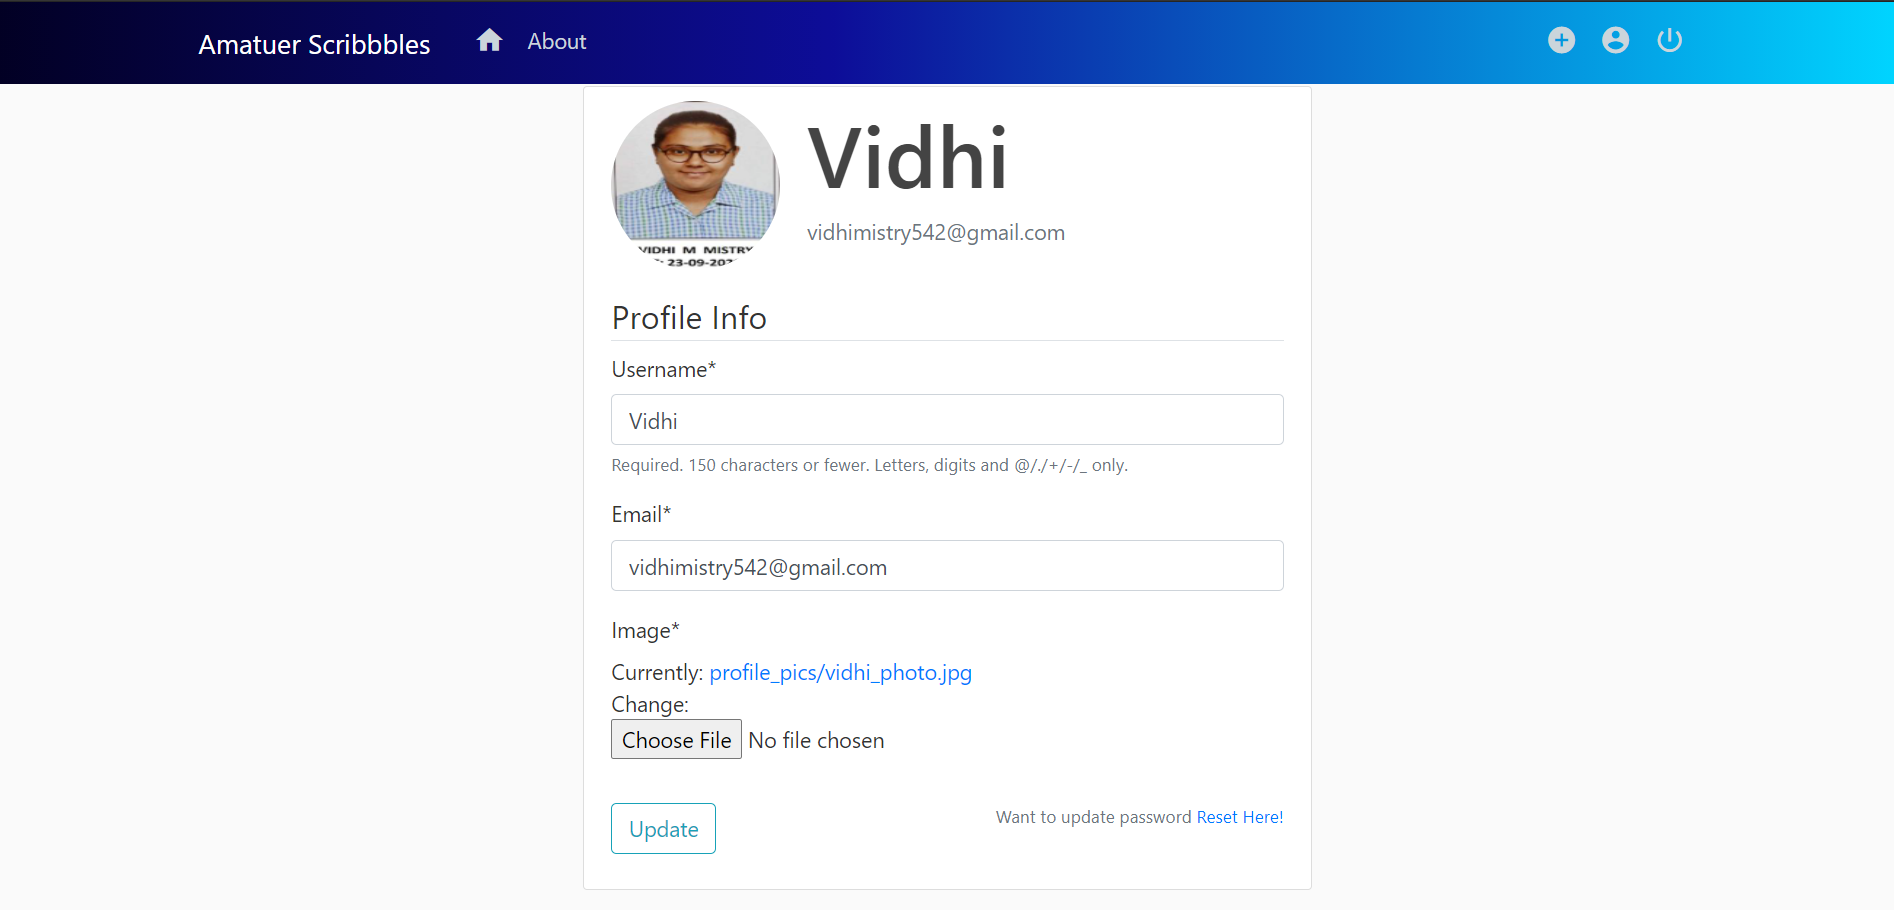 Amatuer Scribbbles
About
Vidhi
vidhimistry542@gmail.com
VIDHI M MISTRY
23-09-202
Profile Info
Username*
Vidhi
Required. 150 characters or fewer. Letters, digits and @/./+/-/_ only.
Email*
vidhimistry542@gmail.com
Image*
Currently: profile_pics/vidhi_photo.jpg
Change:
Choose File No file chosen
Update
Want to update password Reset Here!